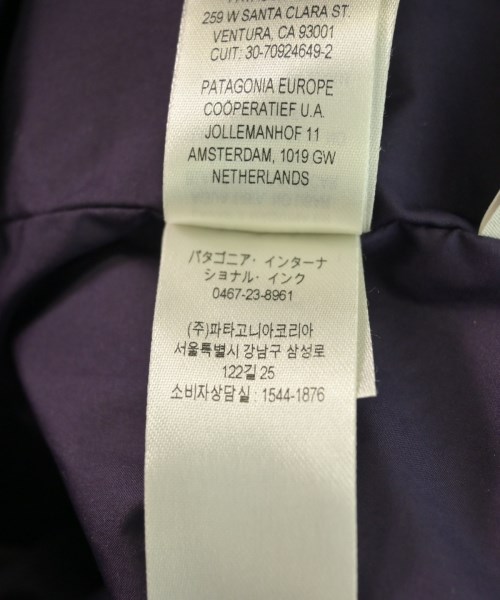 259 W SANTA CLARA ST.
VENTURA, CA 93001
CUIT: 30-70924649-2
PATAGONIA EUROPE
COÖPERATIEF U.A.
JOLLEMANHOF 11
AMSTERDAM, 1019 GW
NETHERLANDS
パタゴニア・インターナ
ショナル・インク
0467-23-8961
(주)파타고니아코리아
서울특별시 강남구 삼성로
122길 25
소비자상담실 : 1544-1876